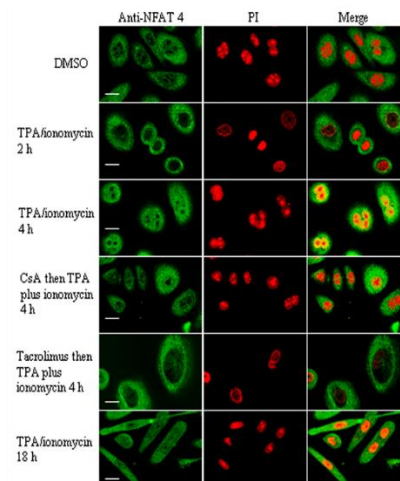 Anti-NFAT 4 PI Merge
DMSO
TPA/ionomycin
2 h
TPA/ionomycin
4 h
CsA then TPA
plus ionomycin
4 h
Tacrolimus then
TPA plus
ionomycin 4 h
TPA/ionomycin
18 h